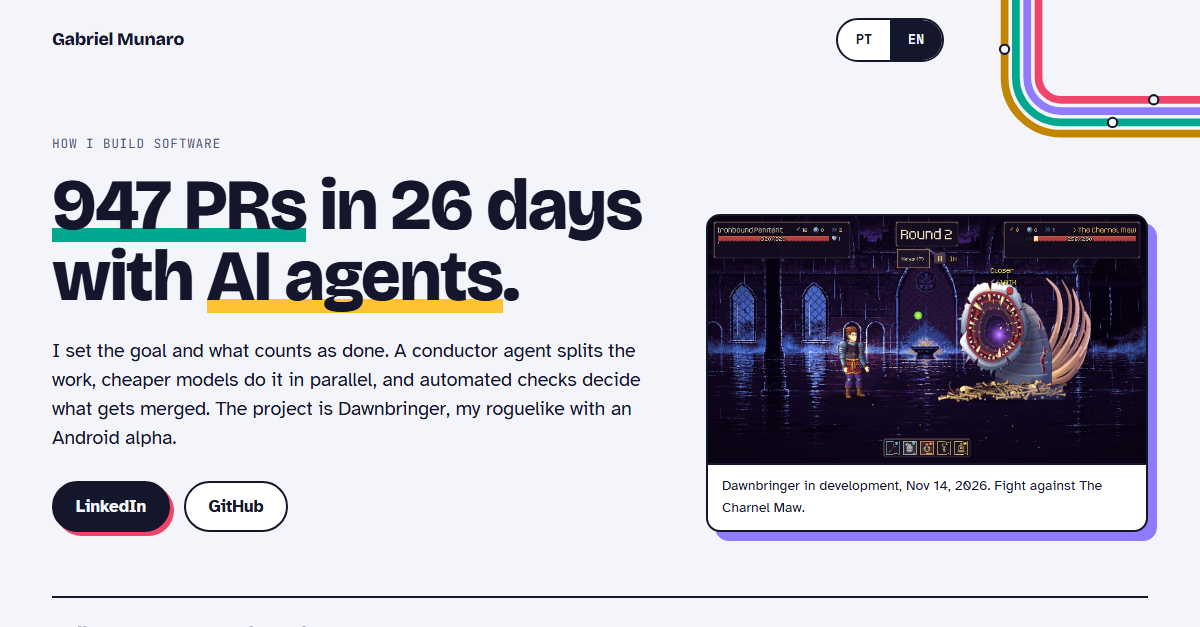 Gabriel Munaro
PT
EN
HOW I BUILD SOFTWARE
947 PRs in 26 days
with AI agents.
I set the goal and what counts as done. A conductor agent splits the
work, cheaper models do it in parallel, and automated checks decide
what gets merged. The project is Dawnbringer, my roguelike with an
Android alpha.
LinkedIn
GitHub
Ironbound Penitent
Round 2
The Charnel Maw
Dawnbringer in development, Nov 14, 2026. Fight against The
Charnel Maw.